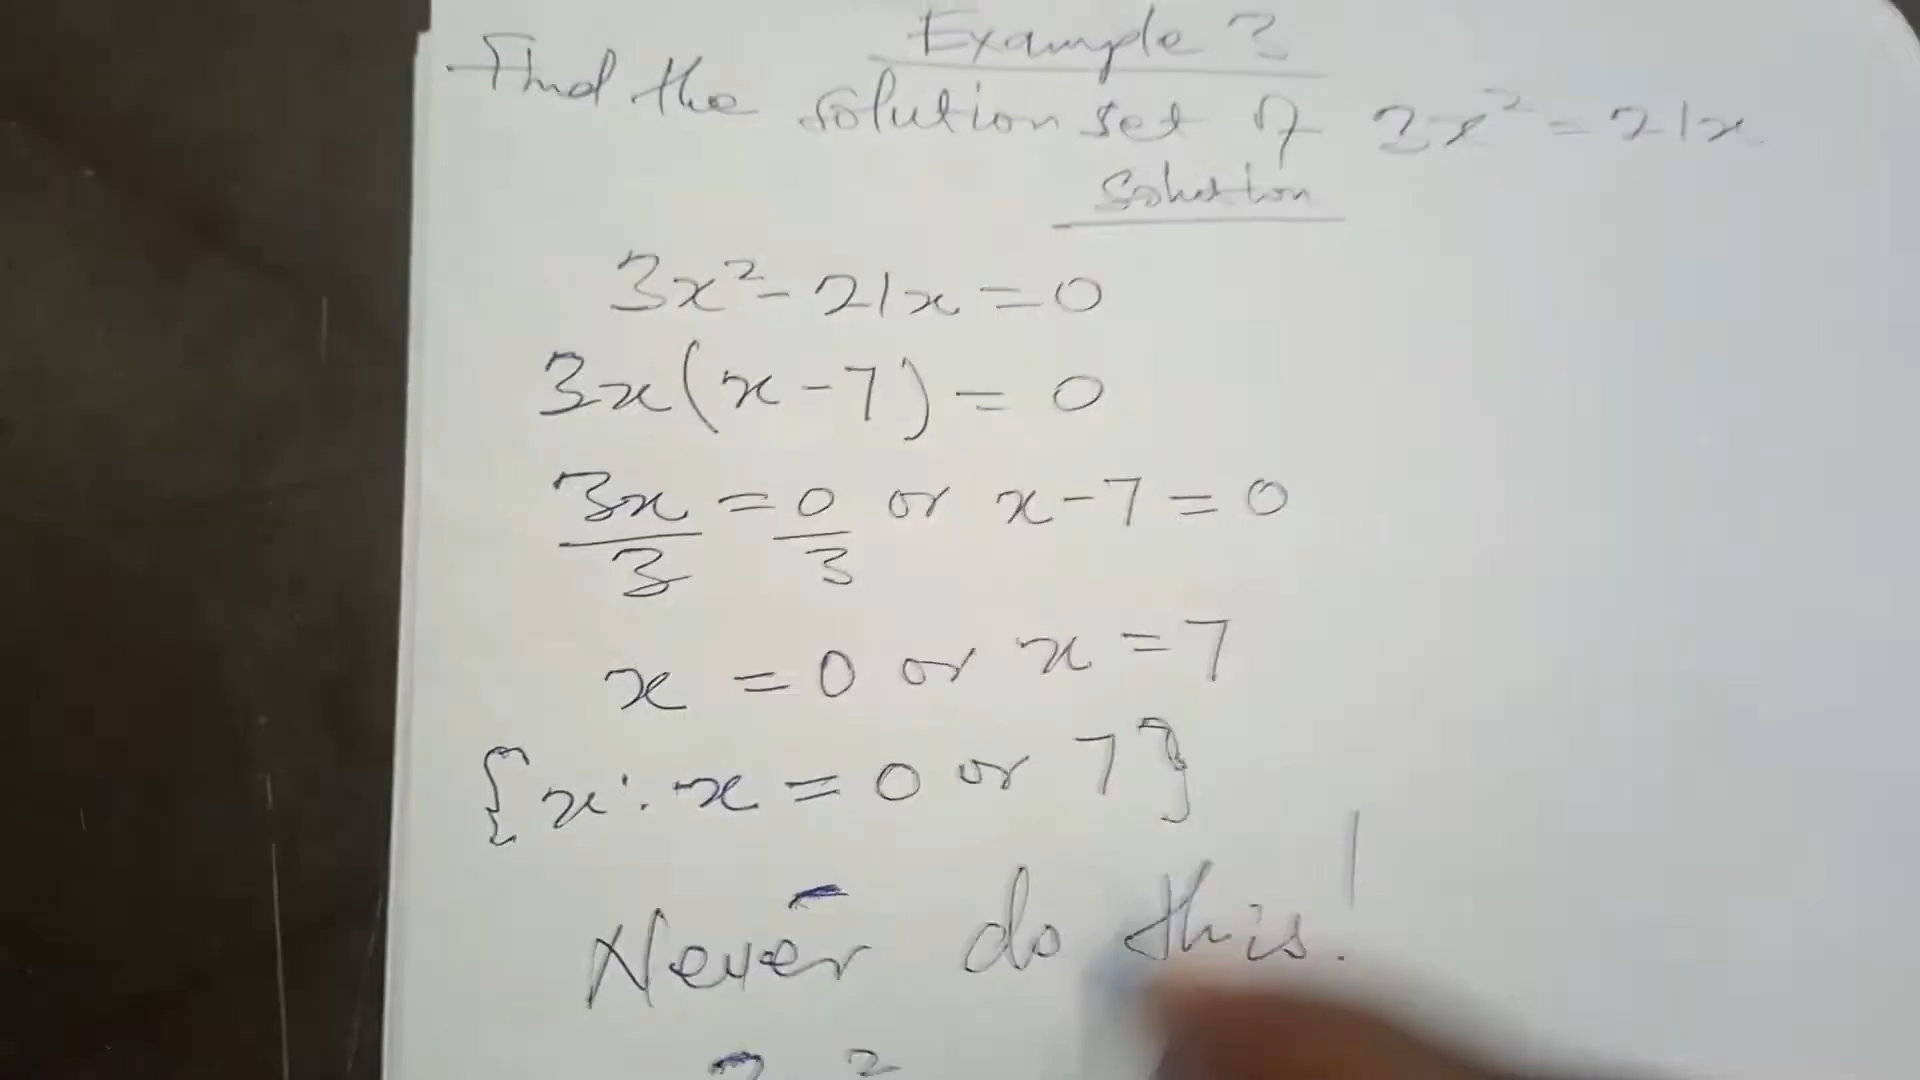 Example 3
Find the solution set of 3x² = 21x
Solution
3x² - 21x = 0
3x(x - 7) = 0
3x/3 = 0/3 or x - 7 = 0
x = 0 or x = 7
{x : x = 0 or 7}
Never do this!